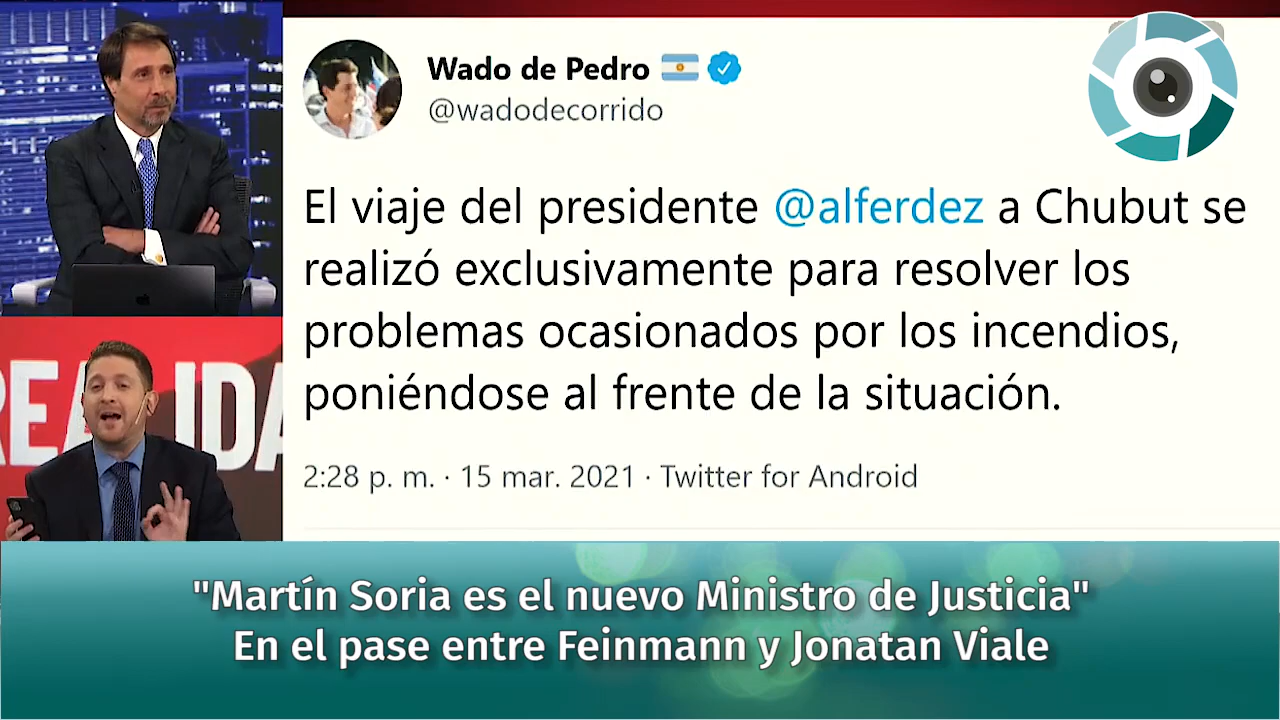 Wado de Pedro
@wadodecorrido
El viaje del presidente @alferdez a Chubut se
realizó exclusivamente para resolver los
problemas ocasionados por los incendios,
poniéndose al frente de la situación.
2:28 p. m. · 15 mar. 2021 · Twitter for Android
REALIDA
"Martín Soria es el nuevo Ministro de Justicia"
En el pase entre Feinmann y Jonatan Viale